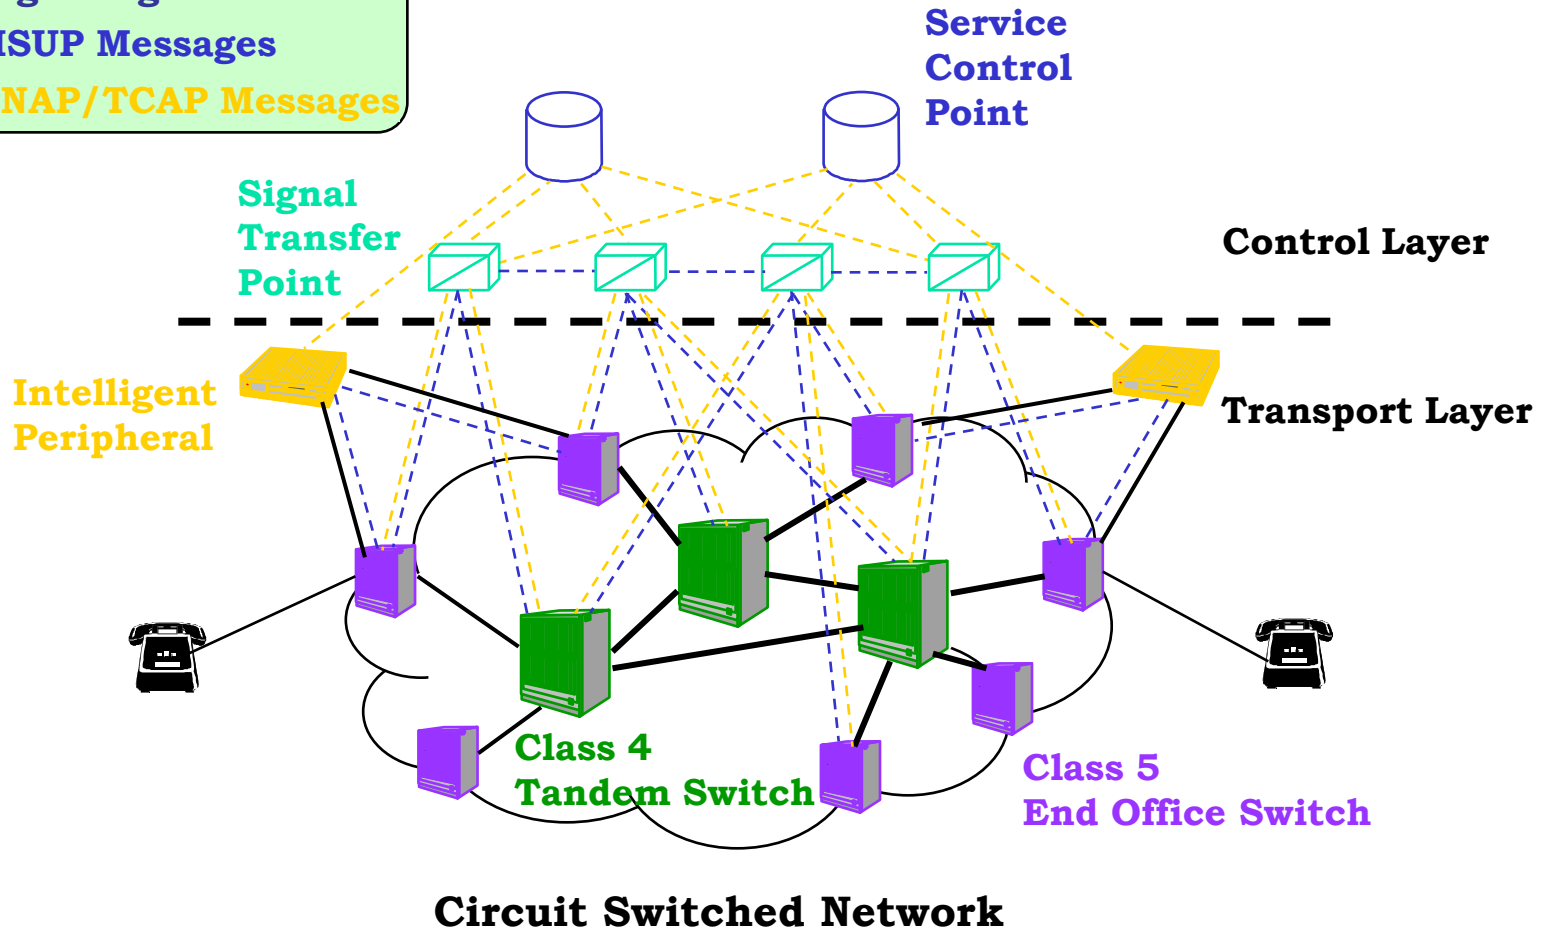 ISUP Messages
NAP/TCAP Messages
Service
Control
Point
Signal
Transfer
Point
Control Layer
Intelligent
Peripheral
Transport Layer
Class 4
Tandem Switch
Class 5
End Office Switch
Circuit Switched Network